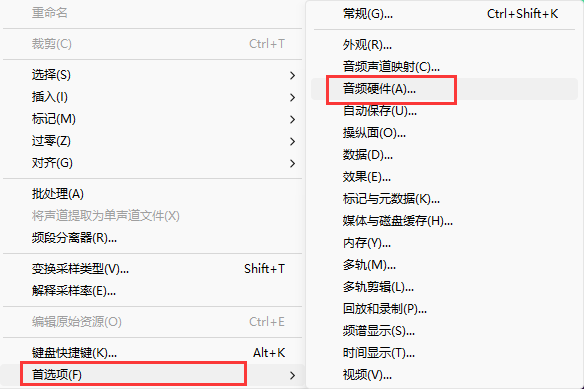 重命名
裁剪(C) Ctrl+T
选择(S)
插入(I)
标记(M)
过零(Z)
对齐(G)
批处理(A)
将声道提取为单声道文件(X)
频段分离器(R)...
变换采样类型(V)... Shift+T
解释采样率(E)...
编辑原始资源(O) Ctrl+E
键盘快捷键(K)... Alt+K
首选项(F)
常规(G)... Ctrl+Shift+K
外观(R)...
音频声道映射(C)...
音频硬件(A)...
自动保存(U)...
操纵面(O)...
数据(D)...
效果(E)...
标记与元数据(K)...
媒体与磁盘缓存(H)...
内存(Y)...
多轨(M)...
多轨剪辑(L)...
回放和录制(P)...
频谱显示(S)...
时间显示(T)...
视频(V)...